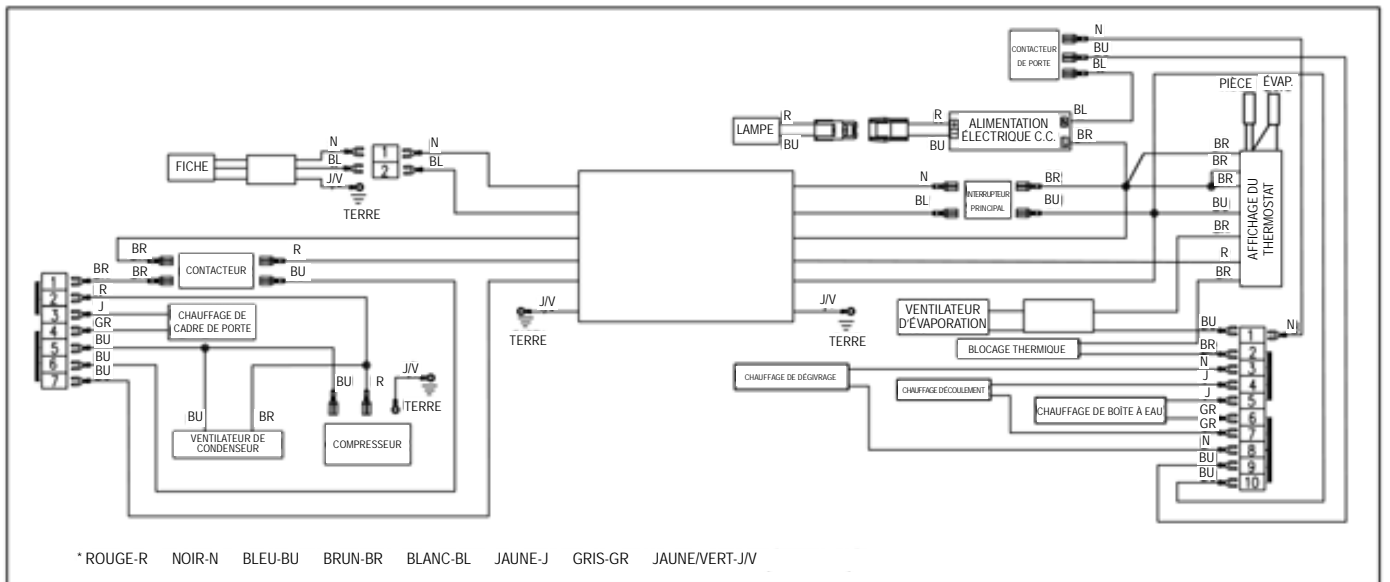 N
CONTACTEUR
DE PORTE
BU
BL
PIÈCE ÉVAP.
BL
R
LAMPE
BU
R
BU
ALIMENTATION
ÉLECTRIQUE C.C.
BR
N
BL
FICHE
J/V
TERRE
1
2
N
BL
BR
BR
BR
BU
BR
R
BR
AFFICHAGE DU
THERMOSTAT
N
BL
INTERRUPTEUR
PRINCIPAL
BR
BU
BR
BR
CONTACTEUR
R
BU
BR
R
J
GR
BU
BU
BU
1
2
3
4
5
6
7
CHAUFFAGE DE
CADRE DE PORTE
J/V
TERRE
J/V
TERRE
VENTILATEUR
D'ÉVAPORATION
BLOCAGE THERMIQUE
CHAUFFAGE DE DÉGIVRAGE
CHAUFFAGE D'ÉCOULEMENT
CHAUFFAGE DE BOÎTE À EAU
BU
BR
N
J
J
GR
GR
N
BU
BU
1
2
3
4
5
6
7
8
9
10
N
BU
R
J/V
TERRE
BU
BR
VENTILATEUR DE
CONDENSEUR
COMPRESSEUR
* ROUGE-R NOIR-N BLEU-BU BRUN-BR BLANC-BL JAUNE-J GRIS-GR JAUNE/VERT-J/V